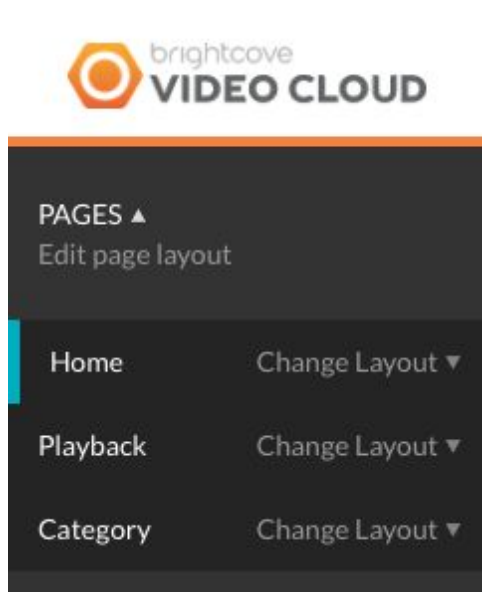 brightcove
VIDEO CLOUD
PAGES ▲
Edit page layout
Home Change Layout ▼
Playback Change Layout ▼
Category Change Layout ▼